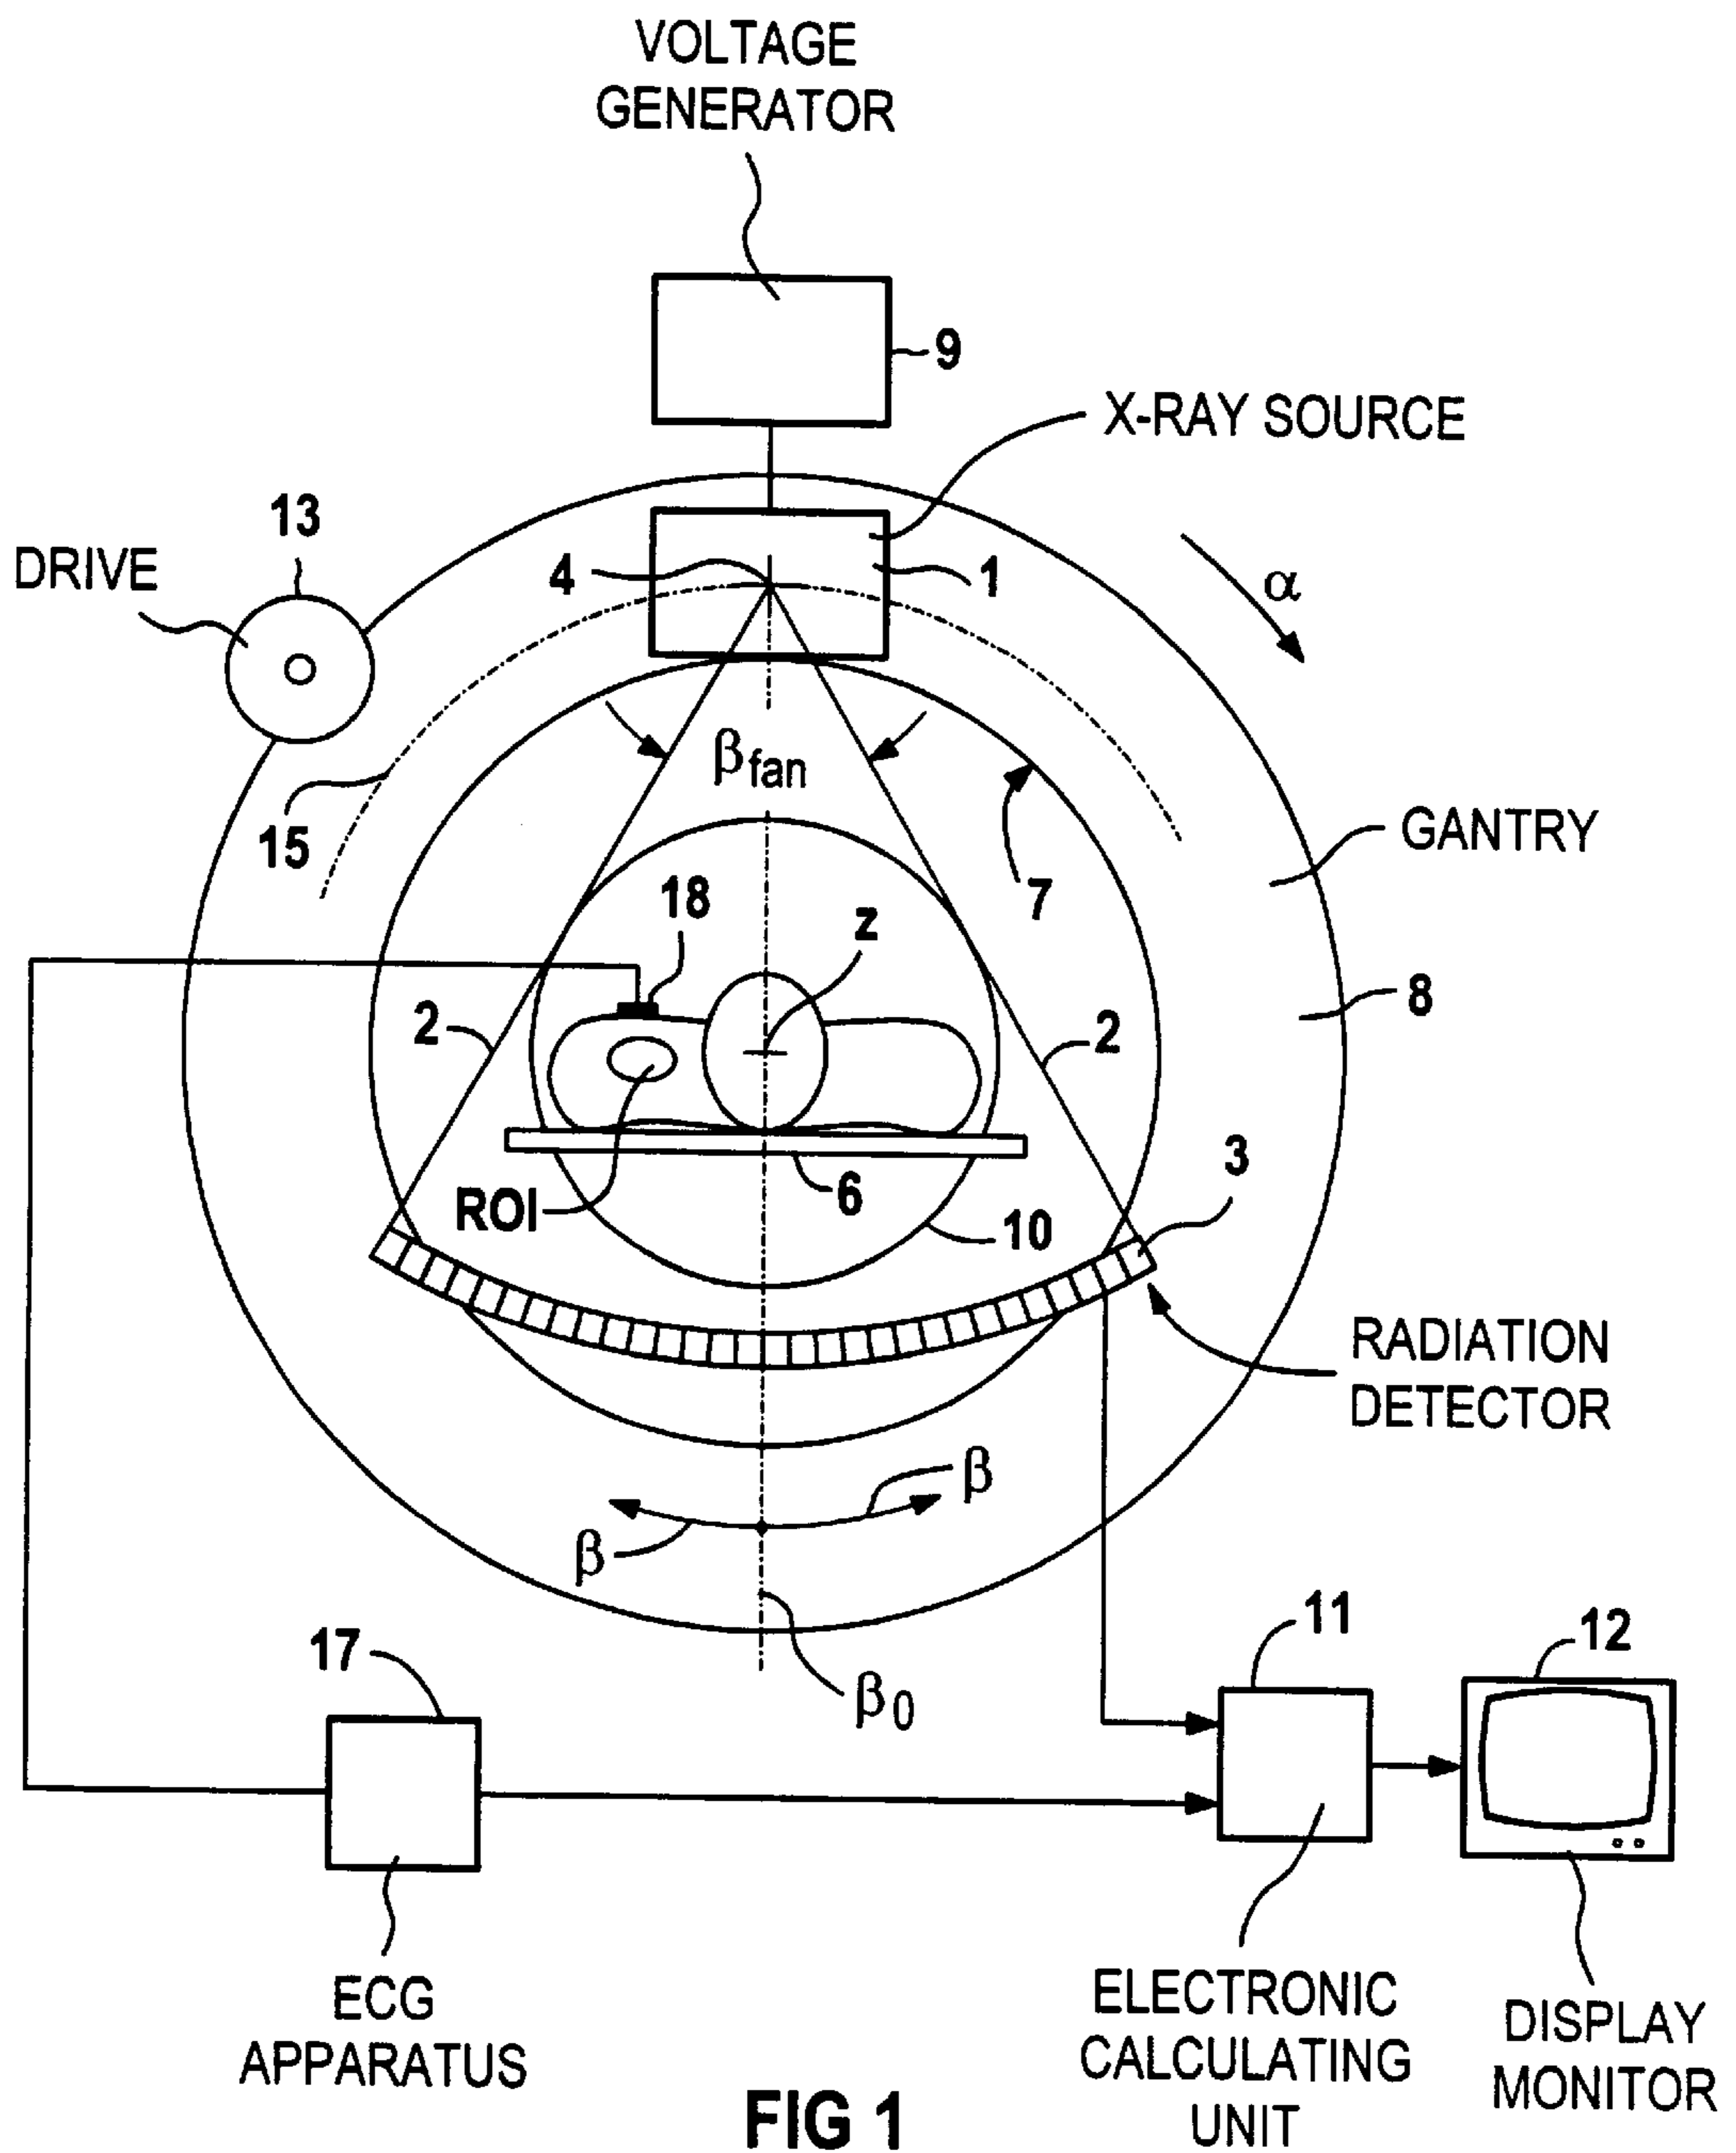 VOLTAGE
GENERATOR
9
X-RAY SOURCE
13
DRIVE
4
1
α
βfan
15
7
GANTRY
18
z
8
2
2
3
ROI
6
10
RADIATION
DETECTOR
β
β
β0
17
11
12
ECG
APPARATUS
ELECTRONIC
CALCULATING
UNIT
DISPLAY
MONITOR
FIG 1